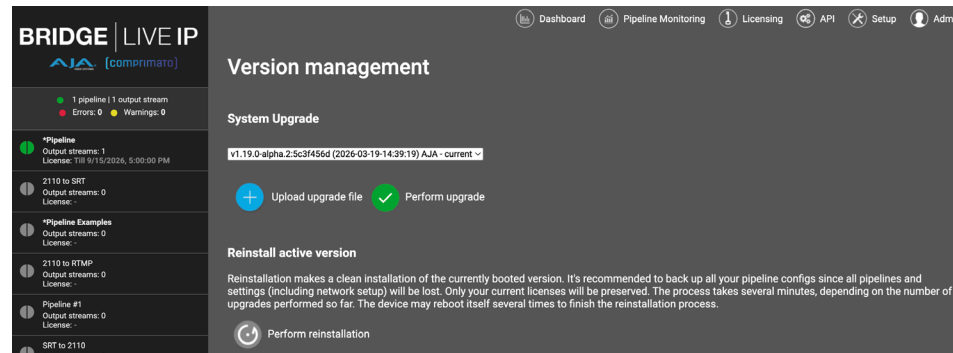 BRIDGE LIVE IP
AJA [comprimato]
1 pipeline | 1 output stream
Errors: 0 Warnings: 0
*Pipeline
Output streams: 1
License: Till 9/15/2026, 5:00:00 PM
2110 to SRT
Output streams: 0
License: -
*Pipeline Examples
Output streams: 0
License: -
2110 to RTMP
Output streams: 0
License: -
Pipeline #1
Output streams: 0
License: -
SRT to 2110
Dashboard Pipeline Monitoring Licensing API Setup Adm
Version management
System Upgrade
v1.19.0-alpha.2:5c3f456d (2026-03-19-14:39:19) AJA - current
Upload upgrade file Perform upgrade
Reinstall active version
Reinstallation makes a clean installation of the currently booted version. It's recommended to back up all your pipeline configs since all pipelines and
settings (including network setup) will be lost. Only your current licenses will be preserved. The process takes several minutes, depending on the number of
upgrades performed so far. The device may reboot itself several times to finish the reinstallation process.
Perform reinstallation